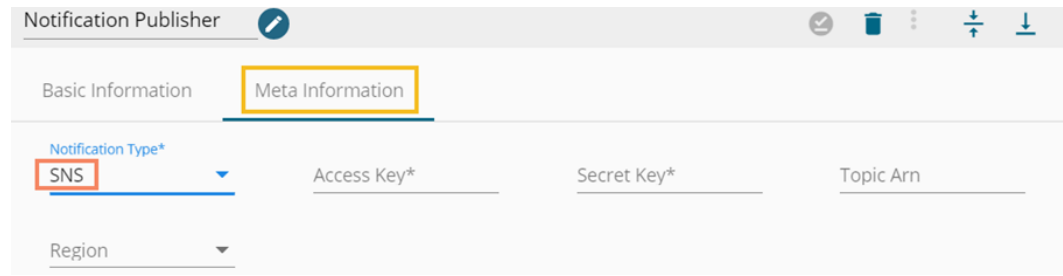 Notification Publisher
Basic Information Meta Information
Notification Type*
SNS Access Key* Secret Key* Topic Arn
Region